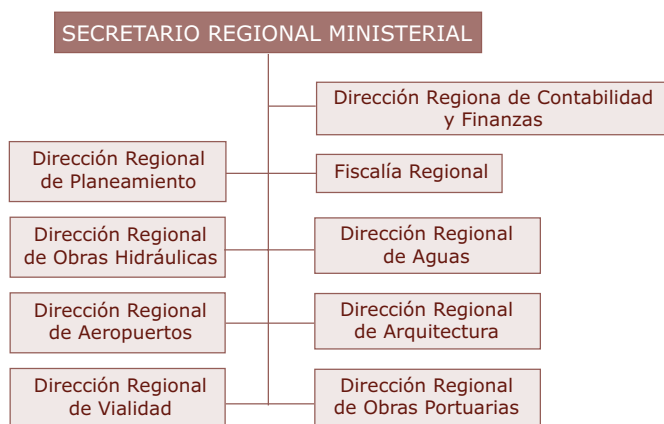 SECRETARIO REGIONAL MINISTERIAL
Dirección Regiona de Contabilidad
y Finanzas
Dirección Regional
de Planeamiento
Fiscalía Regional
Dirección Regional
de Obras Hidráulicas
Dirección Regional
de Aguas
Dirección Regional
de Aeropuertos
Dirección Regional
de Arquitectura
Dirección Regional
de Vialidad
Dirección Regional
de Obras Portuarias